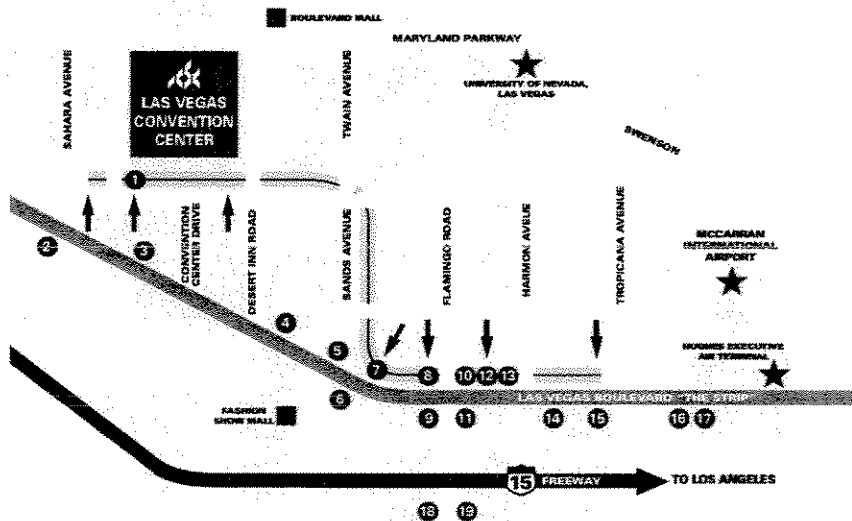 BOULEVARD MALL
MARYLAND PARKWAY
SAHARA AVENUE
LAS VEGAS
CONVENTION
CENTER
TWAIN AVENUE
UNIVERSITY OF NEVADA,
LAS VEGAS
SWENSON
1
2
3
CONVENTION
CENTER DRIVE
DESERT INN ROAD
SANDS AVENUE
FLAMINGO ROAD
HARMON AVEUE
TROPICANA AVENUE
MCCARRAN
INTERNATIONAL
AIRPORT
4
5
6
7
8
10
12
13
HUGHES EXECUTIVE
AIR TERMINAL
LAS VEGAS BOULEVARD "THE STRIP"
FASHION
SHOW MALL
9
11
14
15
16
17
15 FREEWAY
TO LOS ANGELES
18
19